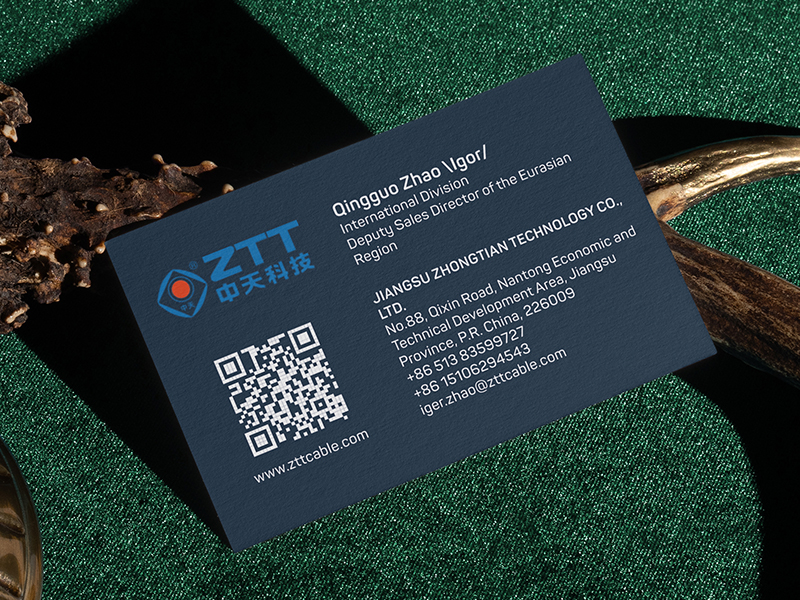 ZTT
®
中天科技
中天
www.zttcable.com
Qingguo Zhao \Igor/
International Division
Deputy Sales Director of the Eurasian
Region
JIANGSU ZHONGTIAN TECHNOLOGY CO.,
LTD.
No.88, Qixin Road, Nantong Economic and
Technical Development Area, Jiangsu
Province, P.R. China, 226009
+86 513 83599727
+86 15106294543
iger.zhao@zttcable.com